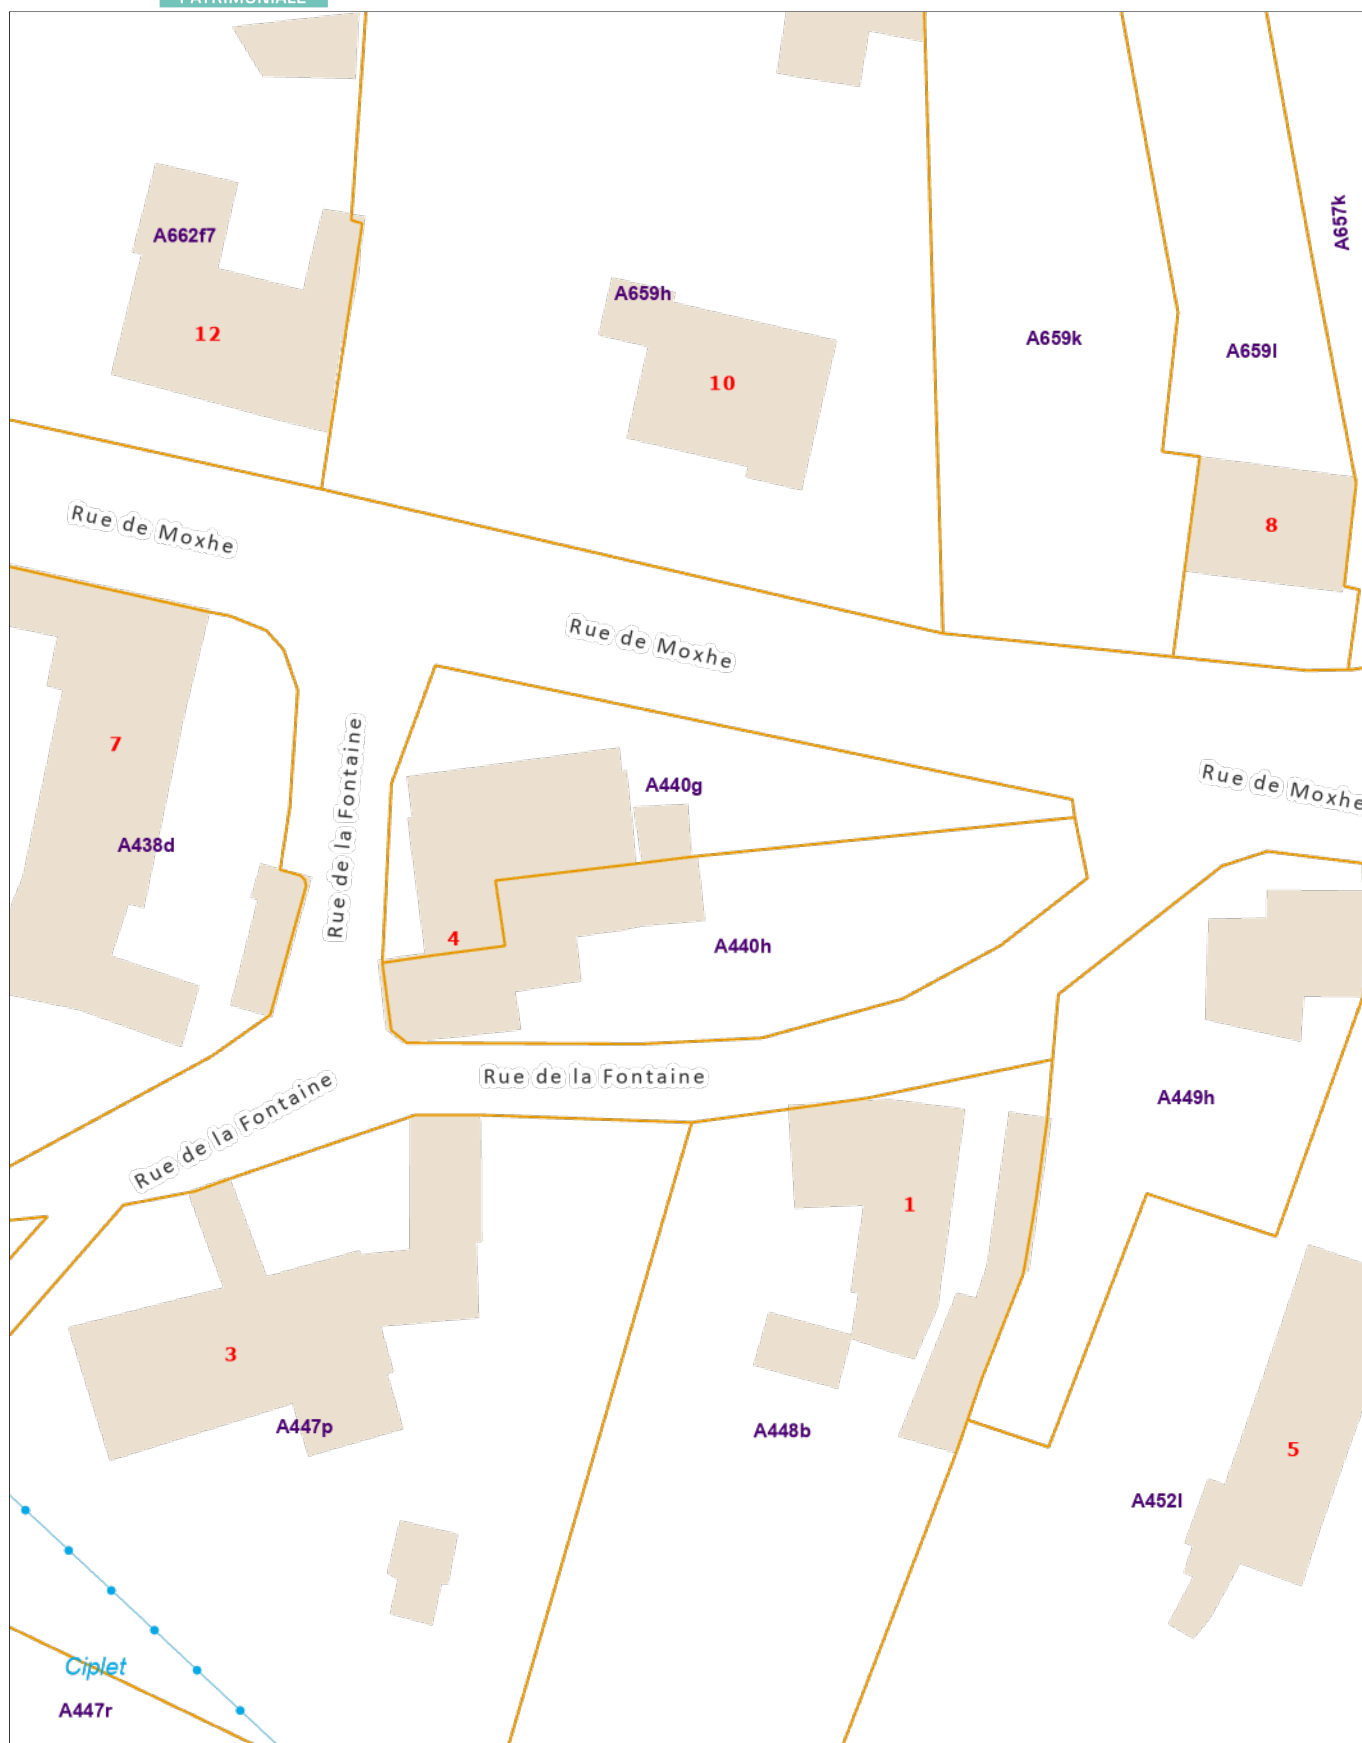 PATRIMONIALE
A657k
A662f7
A659h
12
A659k
A659l
10
Rue de Moxhe
8
Rue de Moxhe
7
Rue de la Fontaine
A440g
Rue de Moxhe
A438d
4
A440h
Rue de la Fontaine
Rue de la Fontaine
A449h
1
3
A447p
A448b
5
A452l
Ciplet
A447r